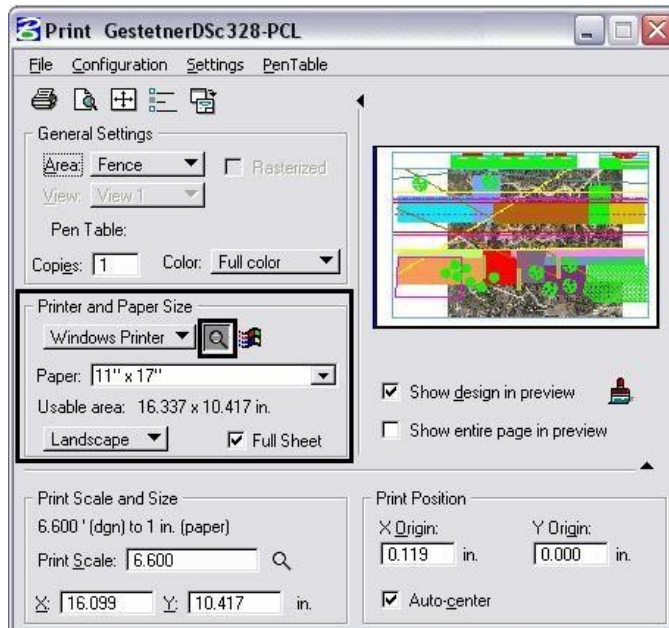 Print GestetnerDSc328-PCL
File Configuration Settings PenTable
General Settings
Area: Fence Rasterized
View: View 1
Pen Table:
Copies: 1 Color: Full color
Printer and Paper Size
Windows Printer
Paper: 11" x 17"
Usable area: 16.337 x 10.417 in.
Landscape Full Sheet
Show design in preview
Show entire page in preview
Print Scale and Size
6.600 ' (dgn) to 1 in. (paper)
Print Scale: 6.600
X: 16.099 Y: 10.417 in.
Print Position
X Origin: Y Origin:
0.119 in. 0.000 in.
Auto-center